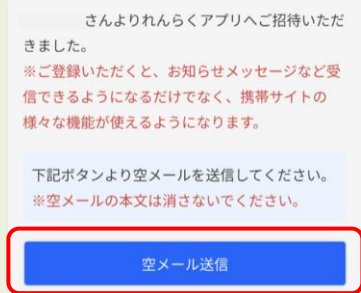 さんよりれんらくアプリへご招待いただ
きました。
※ご登録いただくと、お知らせメッセージなど受
信できるようになるだけでなく、携帯サイトの
様々な機能が使えるようになります。
下記ボタンより空メールを送信してください。
※空メールの本文は消さないでください。
空メール送信